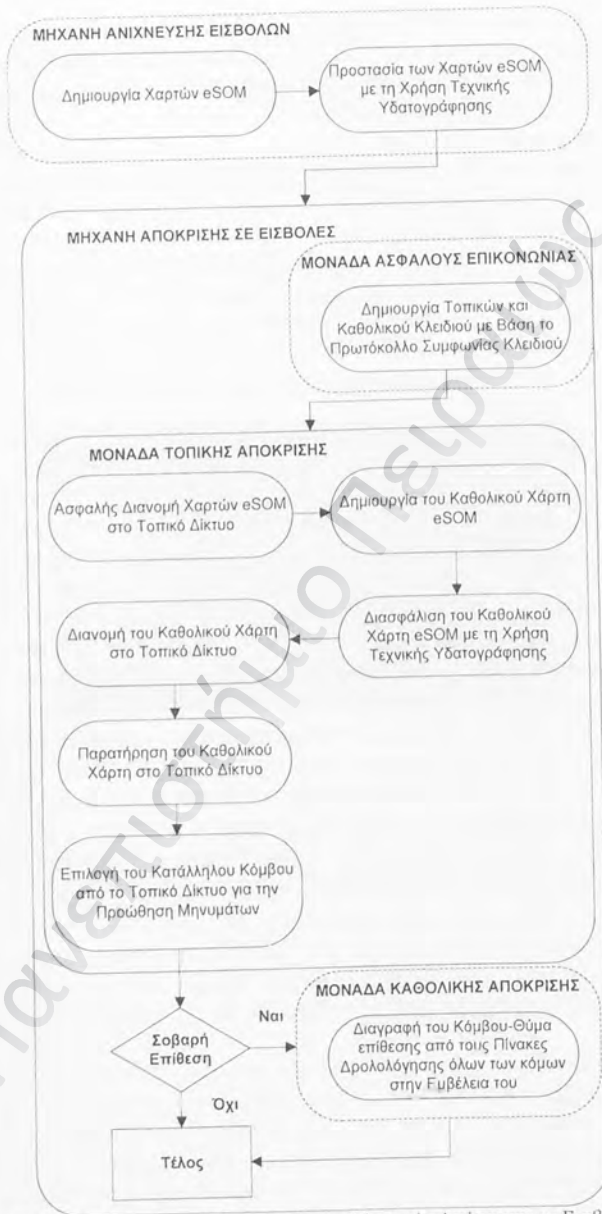 ΜΗΧΑΝΗ ΑΝΙΧΝΕΥΣΗΣ ΕΙΣΒΟΛΩΝ
Δημιουργία Χαρτών eSOM
Προστασία των Χαρτών eSOM
με τη Χρήση Τεχνικής
Υδατογράφησης
ΜΗΧΑΝΗ ΑΠΟΚΡΙΣΗΣ ΣΕ ΕΙΣΒΟΛΕΣ
ΜΟΝΑΔΑ ΑΣΦΑΛΟΥΣ ΕΠΙΚΟΝΩΝΙΑΣ
Δημιουργία Τοπικών και
Καθολικού Κλειδιού με Βάση το
Πρωτόκολλο Συμφωνίας Κλειδιού
ΜΟΝΑΔΑ ΤΟΠΙΚΗΣ ΑΠΟΚΡΙΣΗΣ
Ασφαλής Διανομή Χαρτών eSOM
στο Τοπικό Δίκτυο
Δημιουργία του Καθολικού Χάρτη
eSOM
Διασφάλιση του Καθολικού
Χάρτη eSOM με τη Χρήση
Τεχνικής Υδατογράφησης
Διανομή του Καθολικού Χάρτη
στο Τοπικό Δίκτυο
Παρατήρηση του Καθολικού
Χάρτη στο Τοπικό Δίκτυο
Επιλογή του Κατάλληλου Κόμβου
από το Τοπικό Δίκτυο για την
Προώθηση Μηνυμάτων
ΜΟΝΑΔΑ ΚΑΘΟΛΙΚΗΣ ΑΠΟΚΡΙΣΗΣ
Σοβαρή
Επίθεση
Ναι
Διαγραφή του Κόμβου-Θύμα
επίθεσης από τους Πίνακες
Δρολολόγησης όλων των κόμων
στην Εμβέλεια του
Όχι
Τέλος
Πανεπιστήμιο Πειραιώς